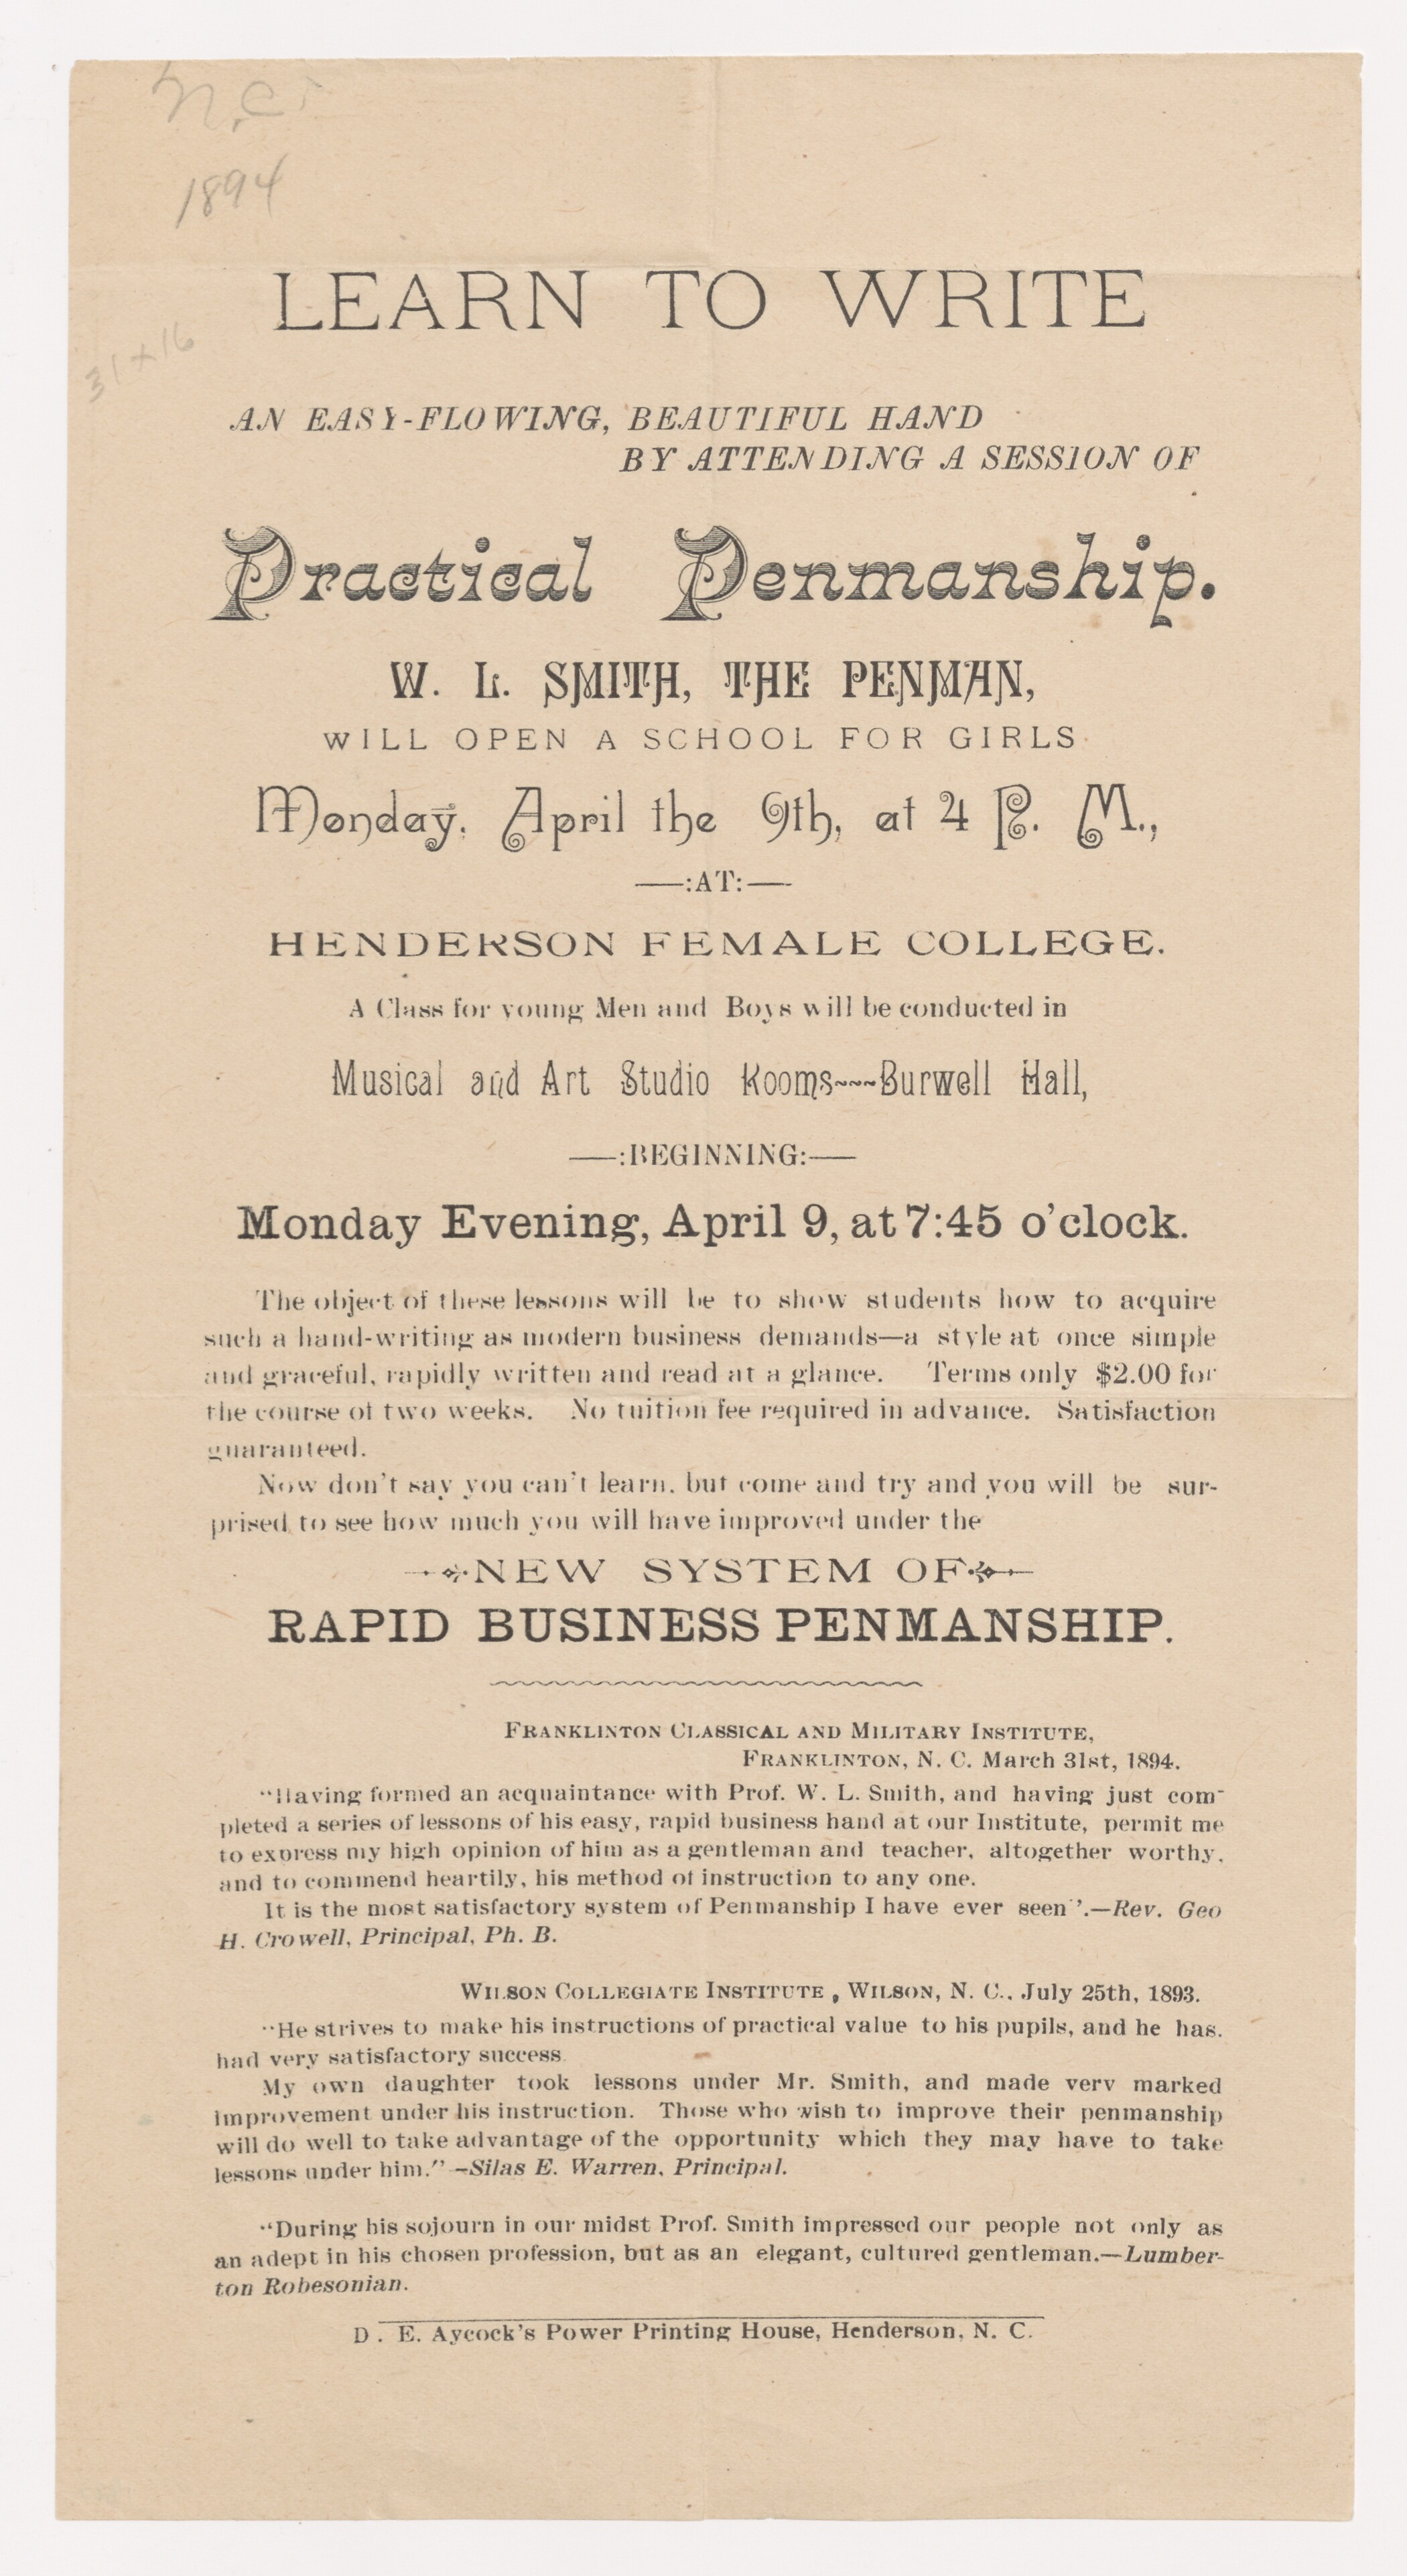 N.C.
1894
31+16
LEARN TO WRITE
AN EASY-FLOWING, BEAUTIFUL HAND
BY ATTENDING A SESSION OF
Practical Penmanship.
W. L. SMITH, THE PENMAN,
WILL OPEN A SCHOOL FOR GIRLS
Monday, April the 9th, at 4 P. M.,
—:AT:—
HENDERSON FEMALE COLLEGE.
A Class for young Men and Boys will be conducted in
Musical and Art Studio Rooms~~~Burwell Hall,
—:BEGINNING:—
Monday Evening, April 9, at 7:45 o'clock.
The object of these lessons will be to show students how to acquire
such a hand-writing as modern business demands—a style at once simple
and graceful, rapidly written and read at a glance. Terms only $2.00 for
the course of two weeks. No tuition fee required in advance. Satisfaction
guaranteed.
Now don't say you can't learn, but come and try and you will be sur-
prised to see how much you will have improved under the
NEW SYSTEM OF
RAPID BUSINESS PENMANSHIP.
FRANKLINTON CLASSICAL AND MILITARY INSTITUTE,
FRANKLINTON, N. C. March 31st, 1894.
"Having formed an acquaintance with Prof. W. L. Smith, and having just com-
pleted a series of lessons of his easy, rapid business hand at our Institute, permit me
to express my high opinion of him as a gentleman and teacher, altogether worthy,
and to commend heartily, his method of instruction to any one.
It is the most satisfactory system of Penmanship I have ever seen'.—Rev. Geo
H. Crowell, Principal, Ph. B.
WILSON COLLEGIATE INSTITUTE, WILSON, N. C., July 25th, 1893.
"He strives to make his instructions of practical value to his pupils, and he has.
had very satisfactory success
My own daughter took lessons under Mr. Smith, and made very marked
improvement under his instruction. Those who wish to improve their penmanship
will do well to take advantage of the opportunity which they may have to take
lessons under him." —Silas E. Warren, Principal.
"During his sojourn in our midst Prof. Smith impressed our people not only as
an adept in his chosen profession, but as an elegant, cultured gentleman.—Lumber-
ton Robesonian.
D. E. Aycock's Power Printing House, Henderson, N. C.